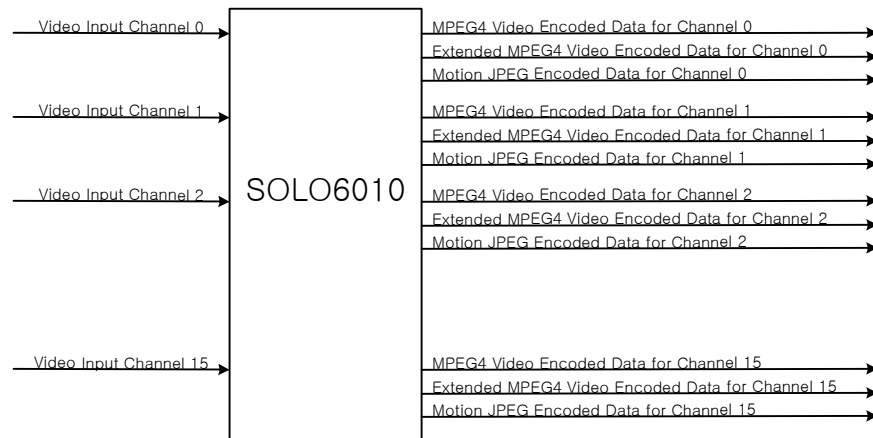 Video Input Channel 0
MPEG4 Video Encoded Data for Channel 0
Extended MPEG4 Video Encoded Data for Channel 0
Motion JPEG Encoded Data for Channel 0
Video Input Channel 1
MPEG4 Video Encoded Data for Channel 1
Extended MPEG4 Video Encoded Data for Channel 1
Motion JPEG Encoded Data for Channel 1
Video Input Channel 2
SOLO6010
MPEG4 Video Encoded Data for Channel 2
Extended MPEG4 Video Encoded Data for Channel 2
Motion JPEG Encoded Data for Channel 2
Video Input Channel 15
MPEG4 Video Encoded Data for Channel 15
Extended MPEG4 Video Encoded Data for Channel 15
Motion JPEG Encoded Data for Channel 15